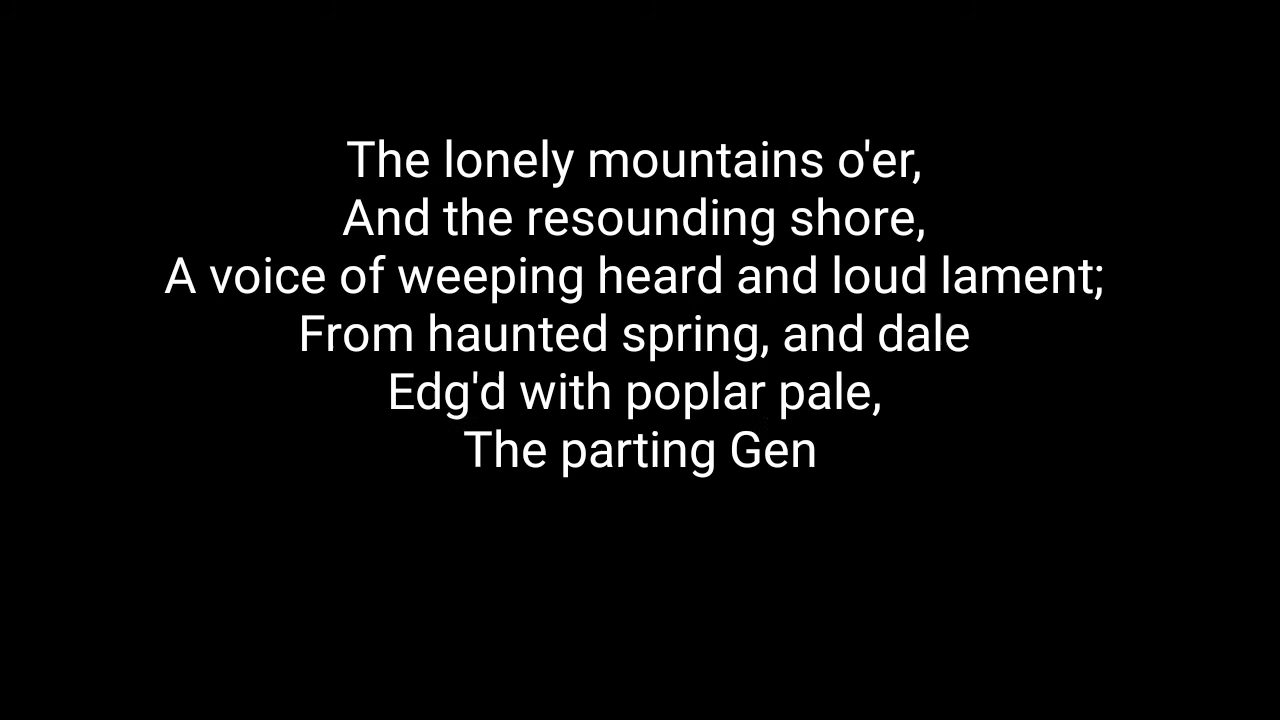 The lonely mountains o'er,
And the resounding shore,
A voice of weeping heard and loud lament;
From haunted spring, and dale
Edg'd with poplar pale,
The parting Gen